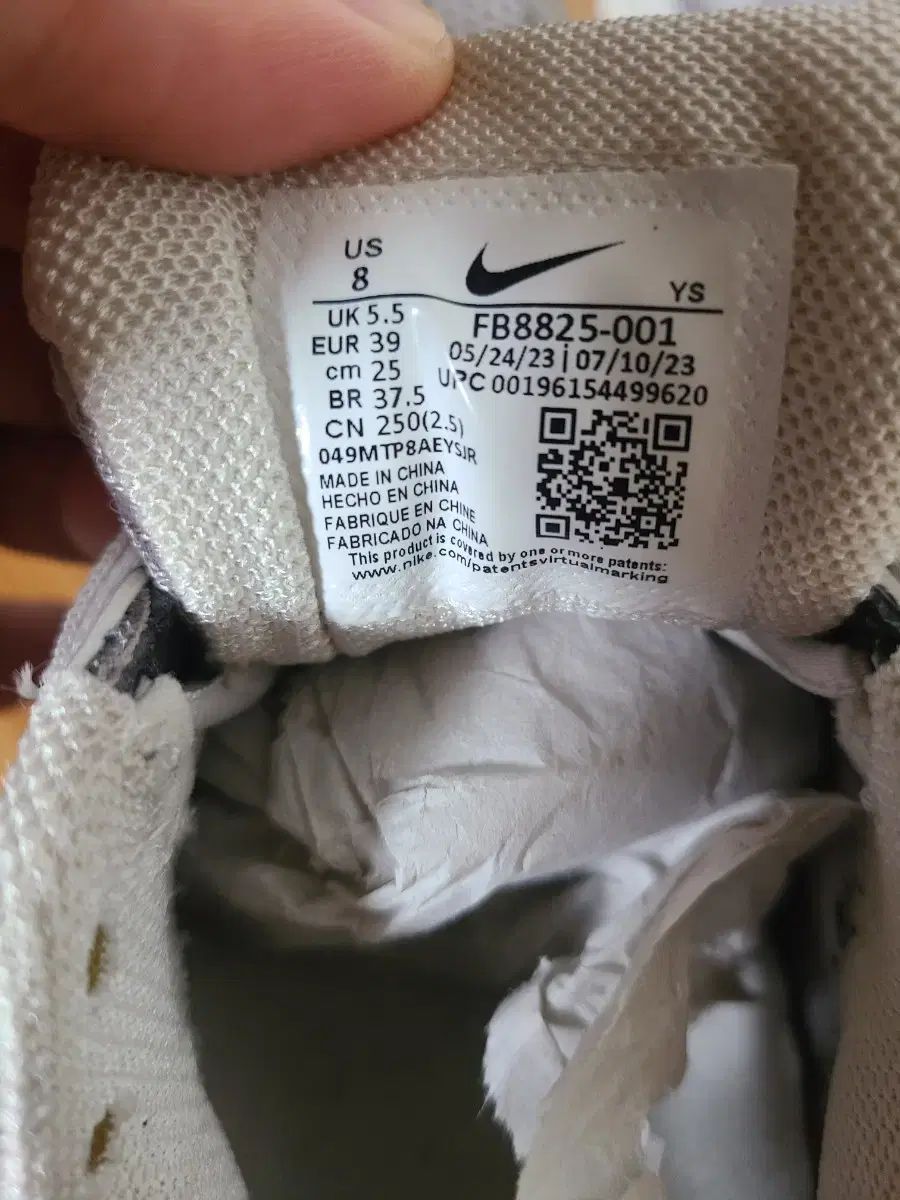 US
8
YS
UK 5.5
EUR 39
cm 25
BR 37.5
CN 250(2.5)
049MTP8AEYSJR
FB8825-001
05/24/23 | 07/10/23
UPC 00196154499620
MADE IN CHINA
HECHO EN CHINA
FABRIQUE EN CHINE
FABRICADO NA CHINA
This product is covered by one or more patents:
www.nike.com/patentsvirtualmarking